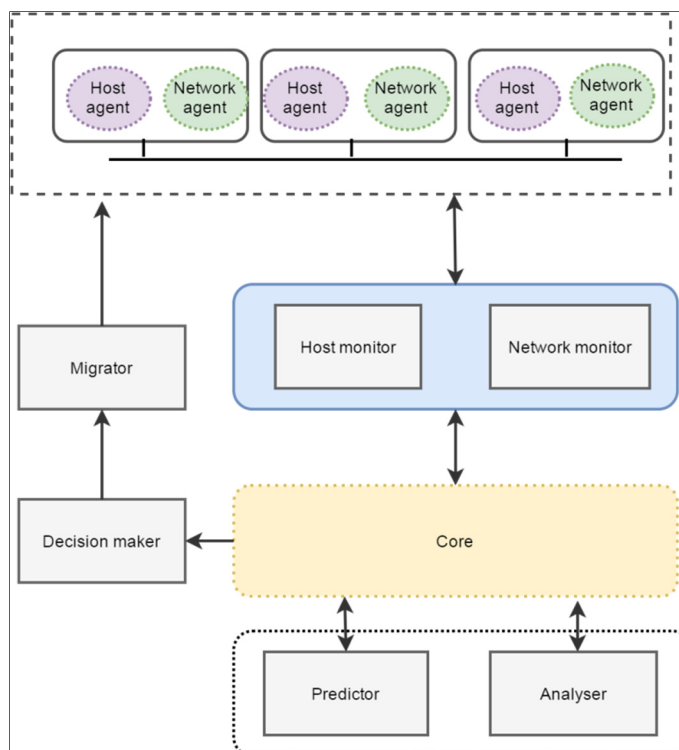 Host
agent
Network
agent
Host
agent
Network
agent
Host
agent
Network
agent
Host monitor
Network monitor
Migrator
Decision maker
Core
Predictor
Analyser